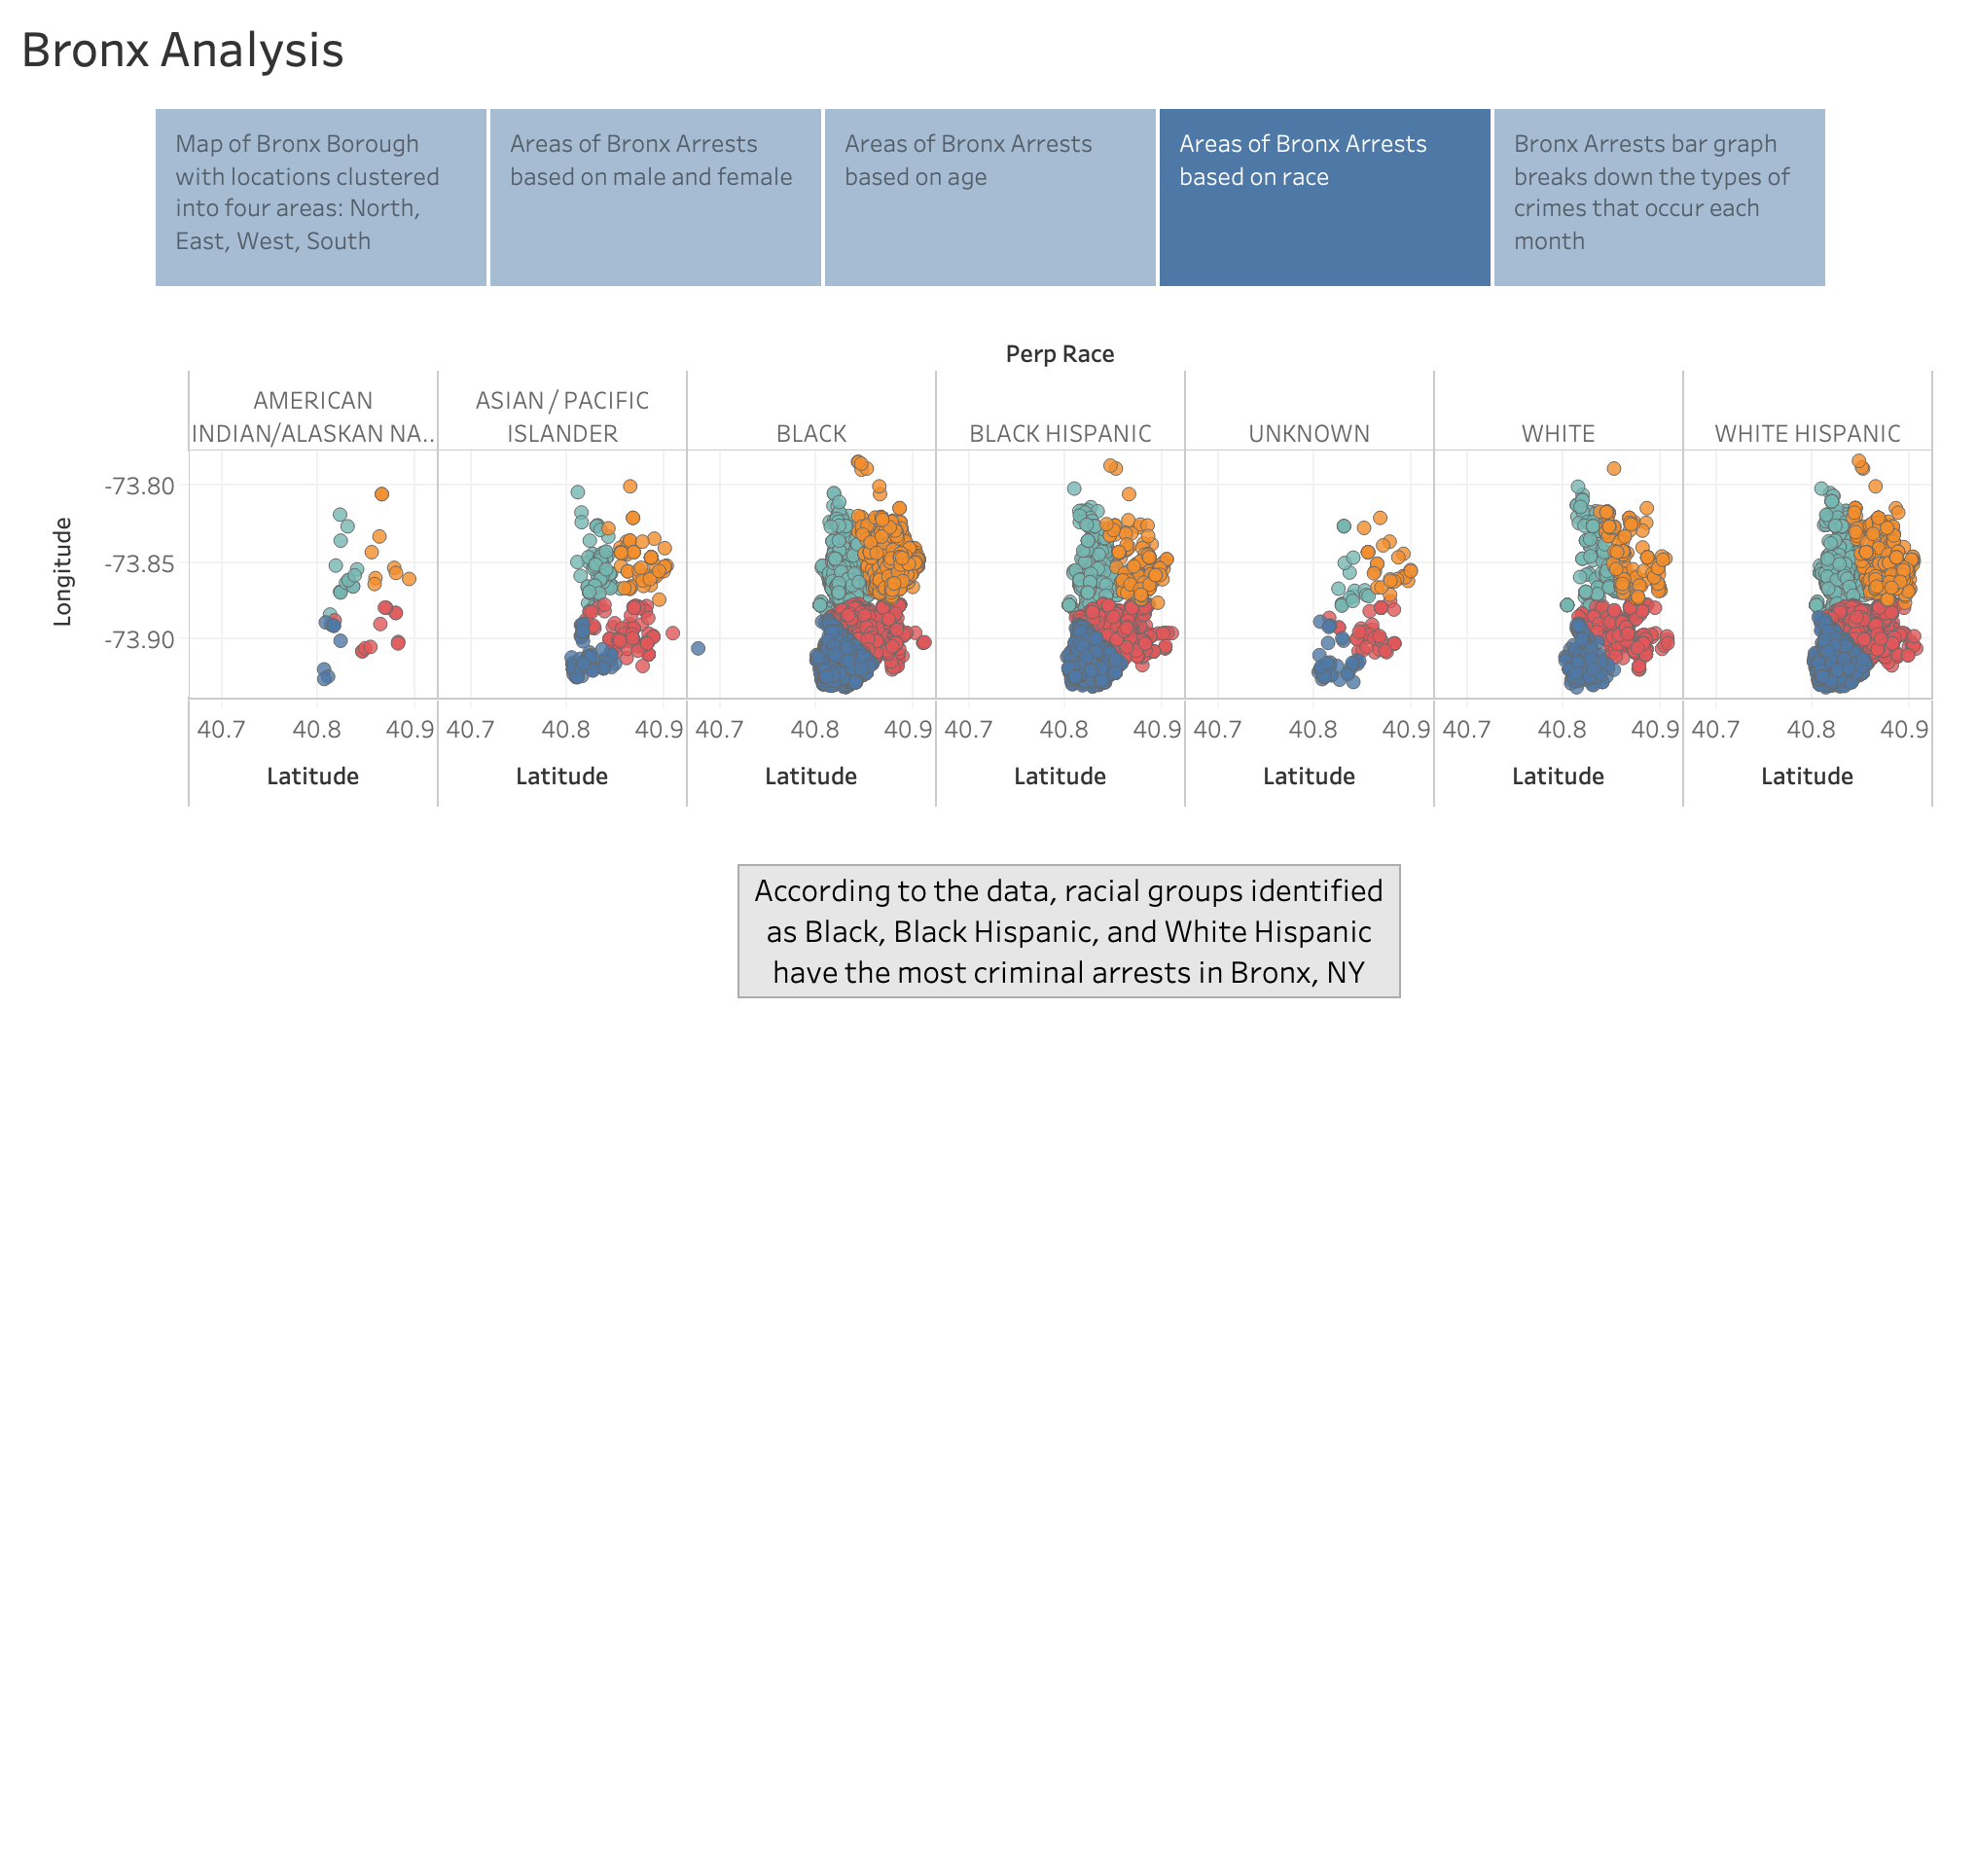 Bronx Analysis
Map of Bronx Borough
with locations clustered
into four areas: North,
East, West, South
Areas of Bronx Arrests
based on male and female
Areas of Bronx Arrests
based on age
Areas of Bronx Arrests
based on race
Bronx Arrests bar graph
breaks down the types of
crimes that occur each
month
Perp Race
AMERICAN
INDIAN/ALASKAN NA..
ASIAN / PACIFIC
ISLANDER
BLACK
BLACK HISPANIC
UNKNOWN
WHITE
WHITE HISPANIC
Longitude
-73.80
-73.85
-73.90
40.7 40.8 40.9 40.7 40.8 40.9 40.7 40.8 40.9 40.7 40.8 40.9 40.7 40.8 40.9 40.7 40.8 40.9 40.7 40.8 40.9
Latitude Latitude Latitude Latitude Latitude Latitude Latitude
According to the data, racial groups identified
as Black, Black Hispanic, and White Hispanic
have the most criminal arrests in Bronx, NY